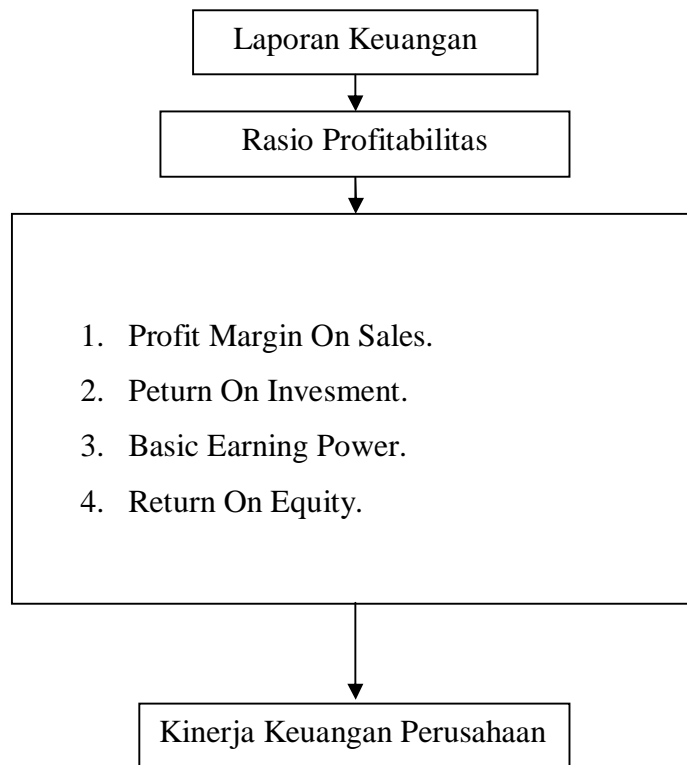 Laporan Keuangan
Rasio Profitabilitas
1. Profit Margin On Sales.
2. Peturn On Invesment.
3. Basic Earning Power.
4. Return On Equity.
Kinerja Keuangan Perusahaan